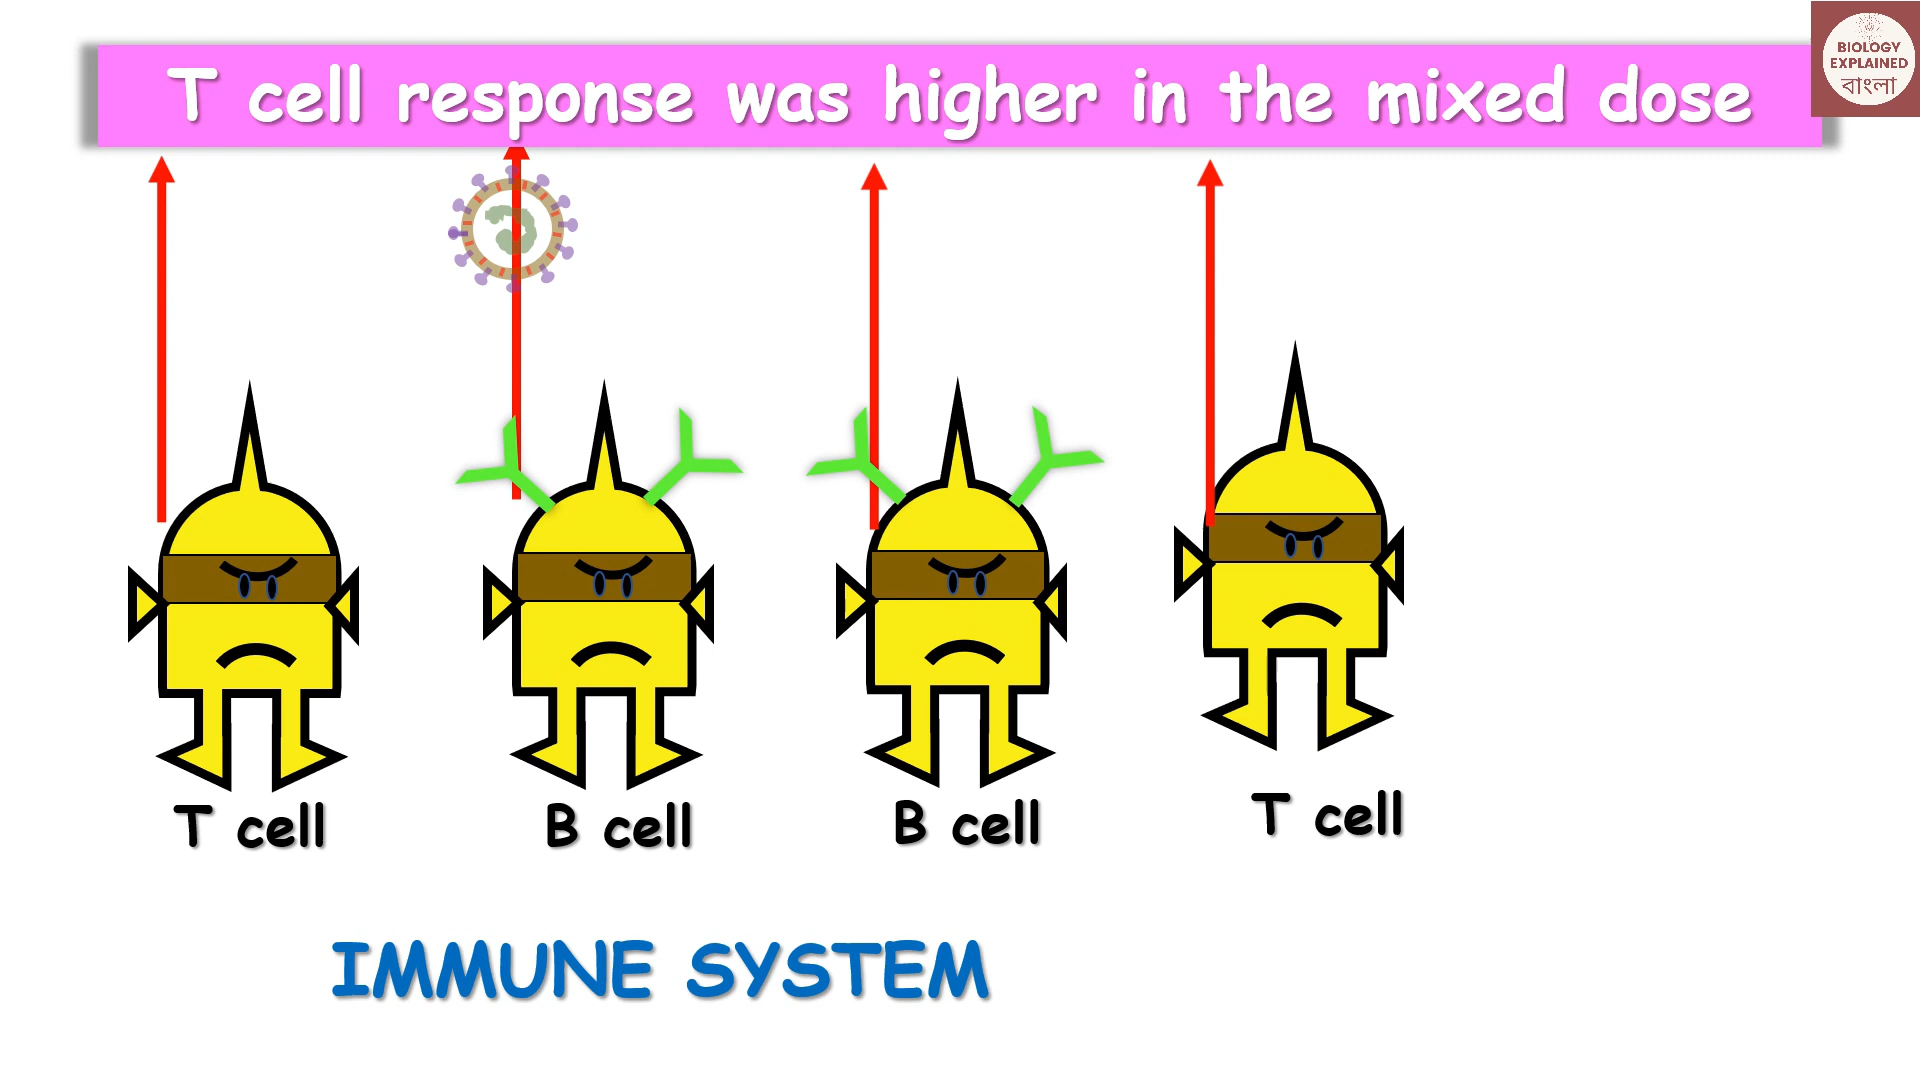 T cell response was higher in the mixed dose
BIOLOGY
EXPLAINED
বাংলা
T cell
B cell
B cell
T cell
IMMUNE SYSTEM